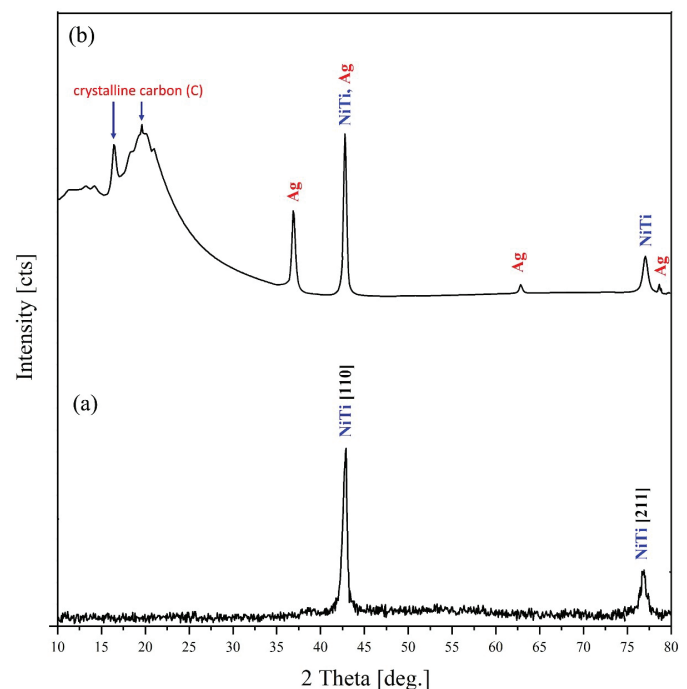 (b)
crystalline carbon (C)
Ag
NiTi, Ag
Ag
NiTi
Ag
Intensity [cts]
(a)
NiTi |110|
NiTi |211|
10 15 20 25 30 35 40 45 50 55 60 65 70 75 80
2 Theta [deg.]